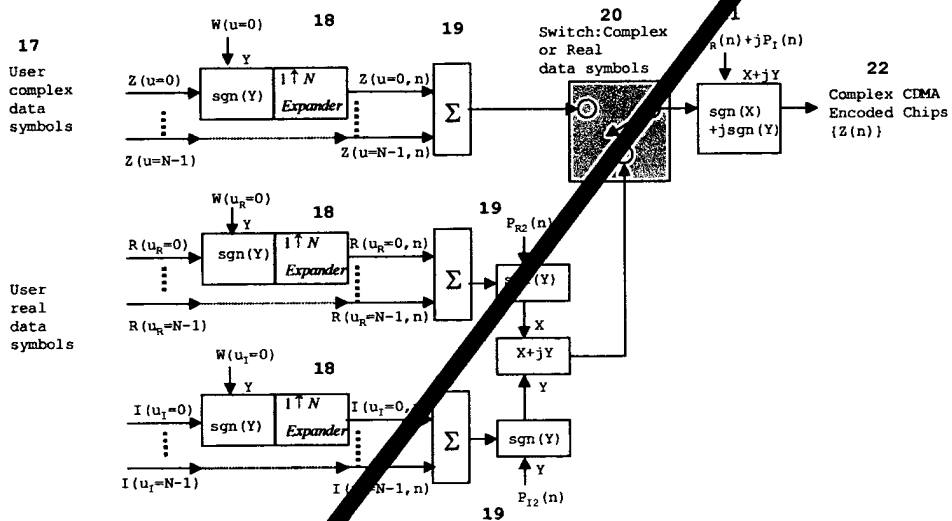 17
User
complex
data
symbols
W(u=0)
18
Y
Z(u=0)
sgn(Y)
1↑N
Expander
Z(u=0,n)
Z(u=N-1)
Z(u=N-1,n)
19
Σ
20
Switch:Complex
or Real
data symbols
(n)+jP_I(n)
X+jY
sgn(X)
+jsgn(Y)
22
Complex CDMA
Encoded Chips
{Z(n)}
User
real
data
symbols
W(u_R=0)
18
Y
R(u_R=0)
sgn(Y)
1↑N
Expander
R(u_R=0,n)
R(u_R=N-1)
R(u_R=N-1,n)
19
Σ
P_R2(n)
(Y)
X
X+jY
Y
W(u_I=0)
18
Y
I(u_I=0)
sgn(Y)
1↑N
Expander
I(u_I=0,
I(u_I=N-1)
=N-1,n)
Σ
sgn(Y)
Y
P_I2(n)
19